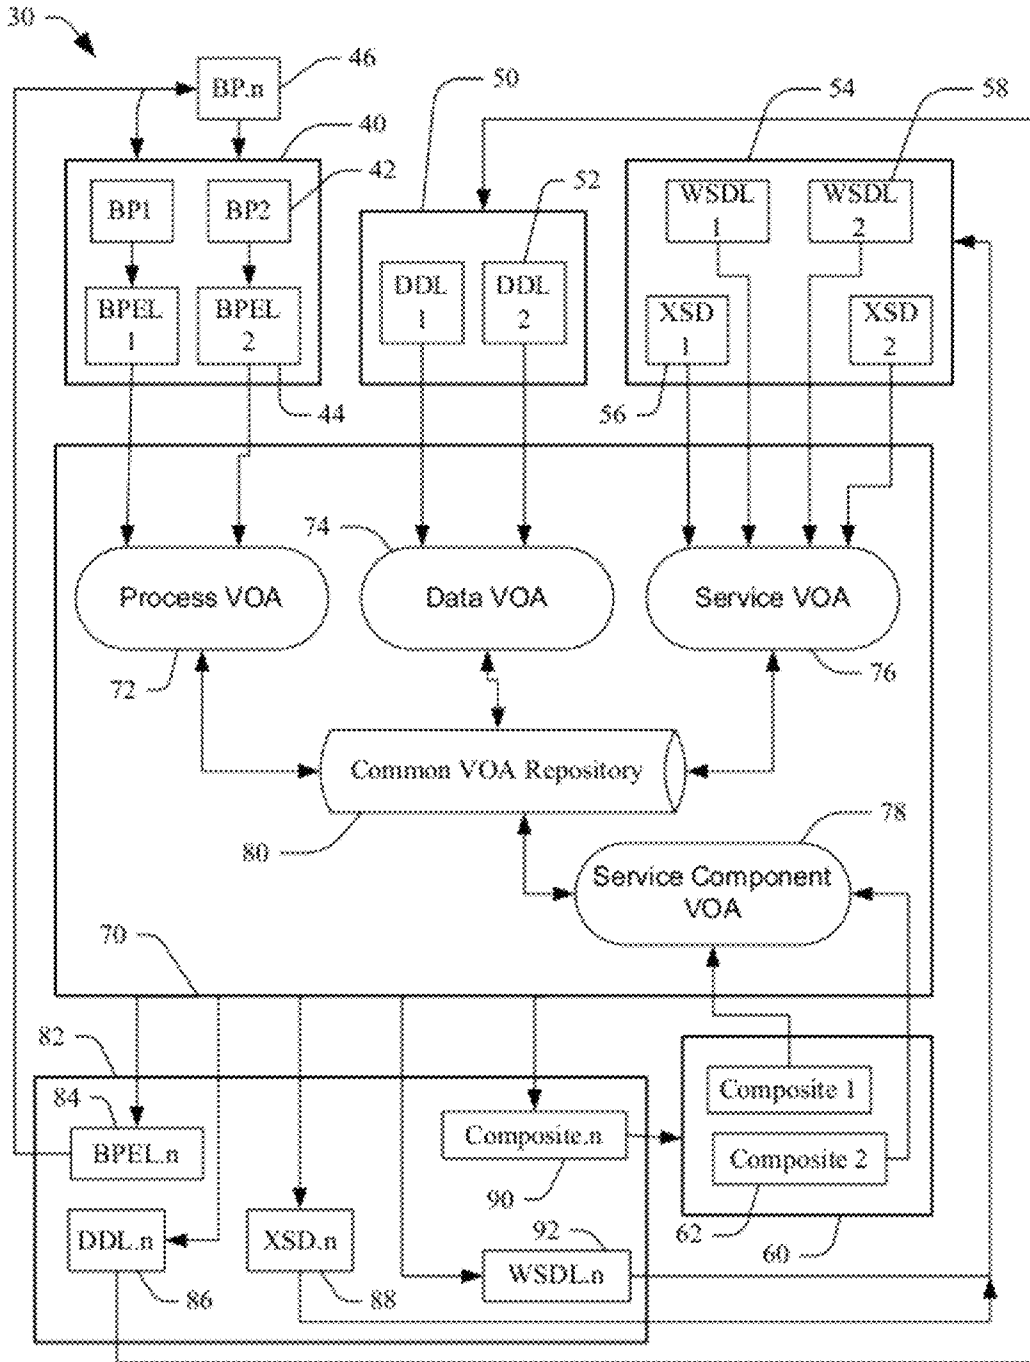 30
BP.n
46
50
54
58
40
42
52
BP1
BP2
WSDL
1
WSDL
2
DDL
1
DDL
2
BPEL
1
BPEL
2
XSD
1
XSD
2
44
56
74
Process VOA
Data VOA
Service VOA
72
76
Common VOA Repository
80
78
Service Component
VOA
70
82
84
BPEL.n
Composite.n
90
Composite 1
Composite 2
62
60
DDL.n
86
XSD.n
88
92
WSDL.n